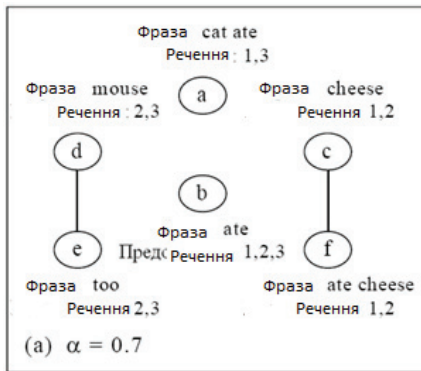 Фраза cat ate
Речення : 1,3
Фраза mouse
Речення : 2,3
a
Фраза cheese
Речення 1,2
d
c
b
e
Предо
Фраза ate
Речення 1,2,3
f
Фраза too
Речення 2,3
Фраза ate cheese
Речення 1,2
(a) α = 0.7